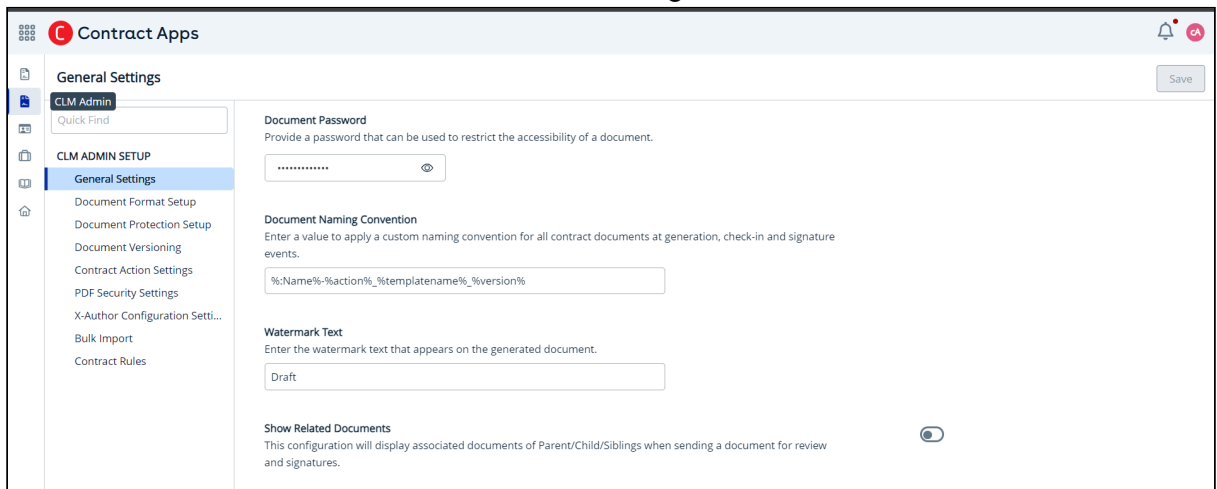 C Contract Apps
CA
General Settings
Save
CLM Admin
Quick Find
CLM ADMIN SETUP
General Settings
Document Format Setup
Document Protection Setup
Document Versioning
Contract Action Settings
PDF Security Settings
X-Author Configuration Setti...
Bulk Import
Contract Rules
Document Password
Provide a password that can be used to restrict the accessibility of a document.
•••••••••••••
Document Naming Convention
Enter a value to apply a custom naming convention for all contract documents at generation, check-in and signature
events.
%:Name%-%action%_%templatename%_%version%
Watermark Text
Enter the watermark text that appears on the generated document.
Draft
Show Related Documents
This configuration will display associated documents of Parent/Child/Siblings when sending a document for review
and signatures.